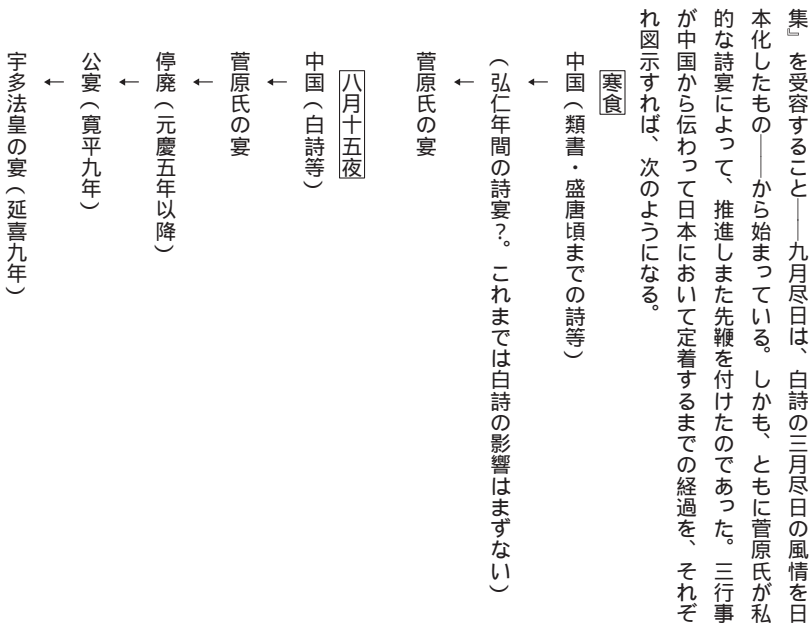 集』を受容すること――九月尽日は、白詩の三月尽日の風情を日
本化したもの――から始まっている。しかも、ともに菅原氏が私
的な詩宴によって、推進しまた先鞭を付けたのであった。三行事
が中国から伝わって日本において定着するまでの経過を、それぞ
れ図示すれば、次のようになる。
寒食
中国（類書・盛唐頃までの詩等）
↓
（弘仁年間の詩宴？。これまでは白詩の影響はまずない）
↓
菅原氏の宴
八月十五夜
中国（白詩等）
↓
菅原氏の宴
↓
停廃（元慶五年以降）
↓
公宴（寛平九年）
↓
宇多法皇の宴（延喜九年）